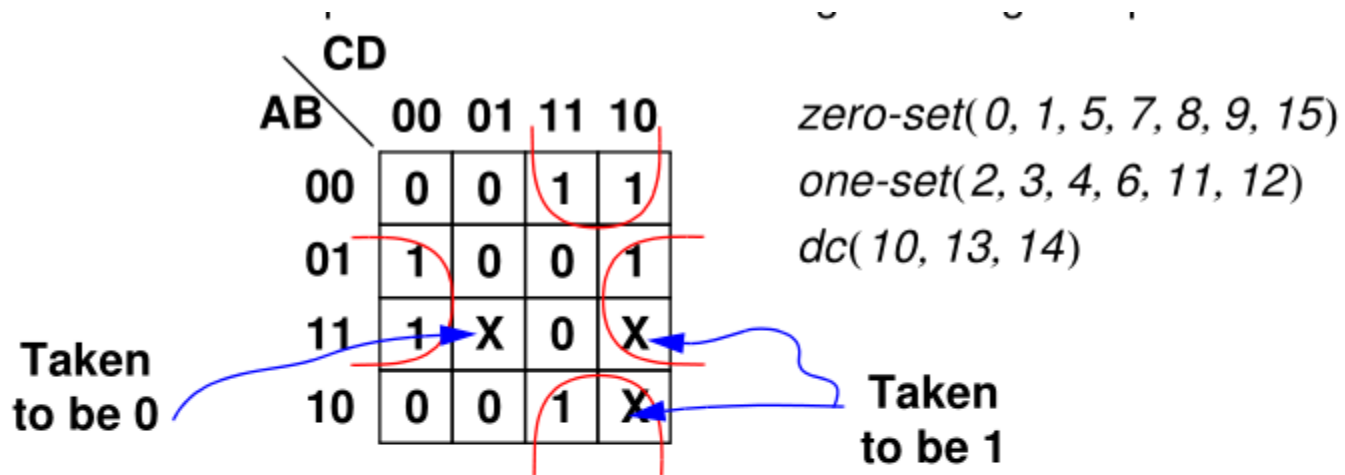 CD
AB 00 01 11 10
zero-set(0, 1, 5, 7, 8, 9, 15)
00 0 0 1 1
one-set(2, 3, 4, 6, 11, 12)
01 1 0 0 1
dc(10, 13, 14)
11 1 X 0 X
Taken
to be 0
10 0 0 1 X
Taken
to be 1